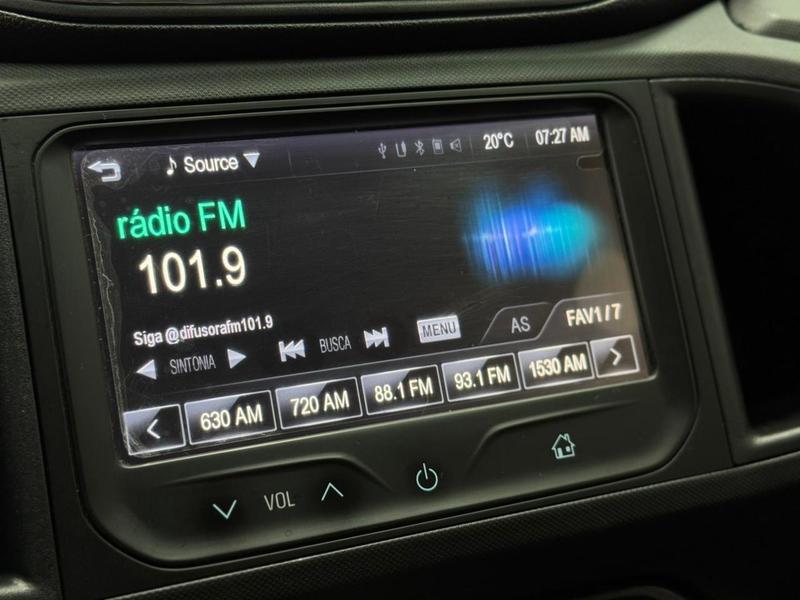 Source
20°C
07:27 AM
rádio FM
101.9
Siga @difusorafm101.9
SINTONIA
BUSCA
MENU
AS
FAV1/7
630 AM
720 AM
88.1 FM
93.1 FM
1530 AM
VOL